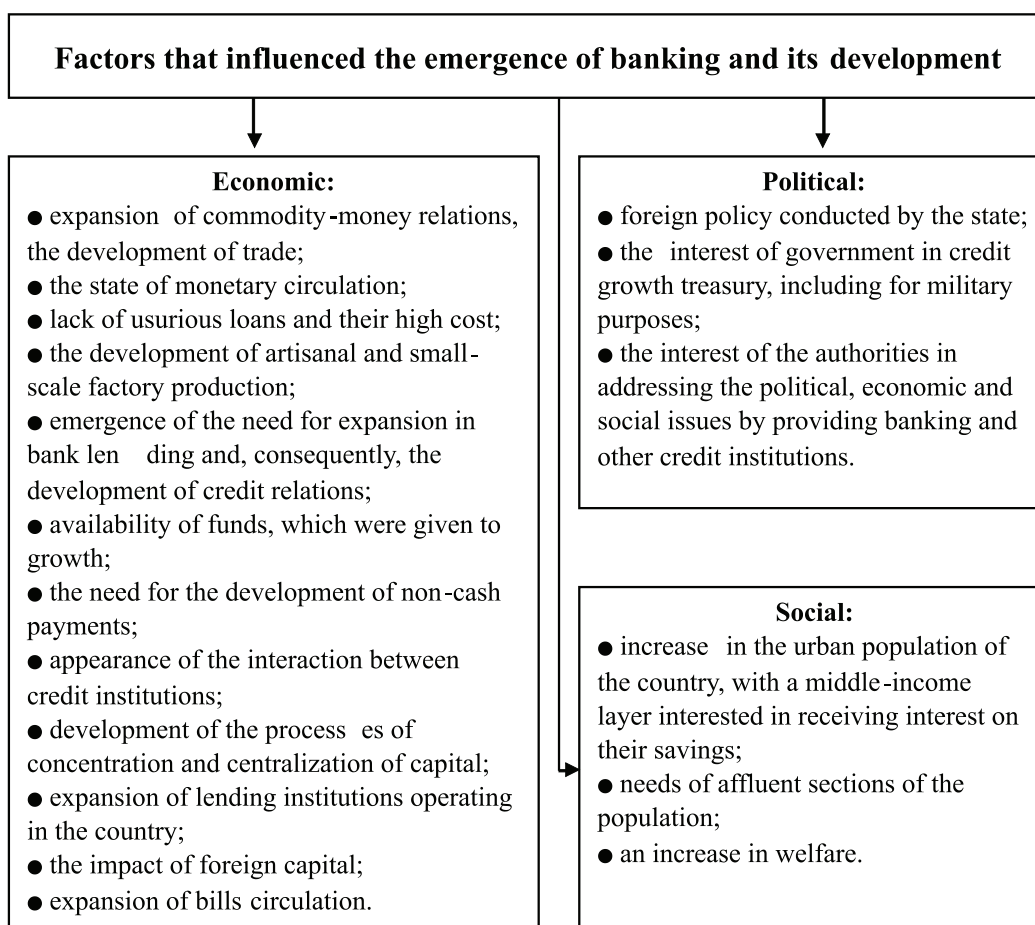 Factors that influenced the emergence of banking and its development
Economic:
● expansion of commodity-money relations,
the development of trade;
● the state of monetary circulation;
● lack of usurious loans and their high cost;
● the development of artisanal and small-
scale factory production;
● emergence of the need for expansion in
bank len ding and, consequently, the
development of credit relations;
● availability of funds, which were given to
growth;
● the need for the development of non-cash
payments;
● appearance of the interaction between
credit institutions;
● development of the process es of
concentration and centralization of capital;
● expansion of lending institutions operating
in the country;
● the impact of foreign capital;
● expansion of bills circulation.
Political:
● foreign policy conducted by the state;
● the interest of government in credit
growth treasury, including for military
purposes;
● the interest of the authorities in
addressing the political, economic and
social issues by providing banking and
other credit institutions.
Social:
● increase in the urban population of
the country, with a middle-income
layer interested in receiving interest on
their savings;
● needs of affluent sections of the
population;
● an increase in welfare.